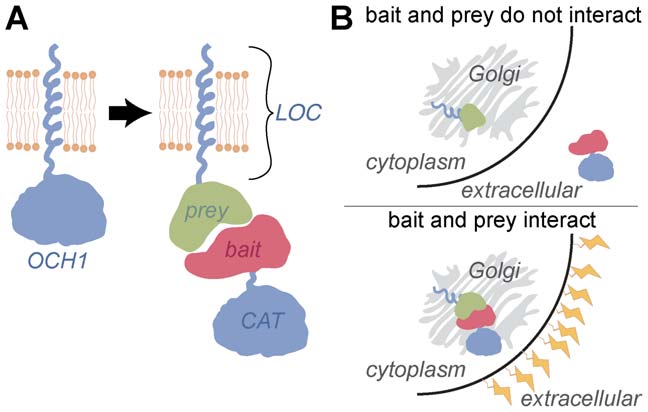 A
LOC
prey
bait
OCH1
CAT
B
bait and prey do not interact
Golgi
cytoplasm
extracellular
bait and prey interact
Golgi
cytoplasm
extracellular